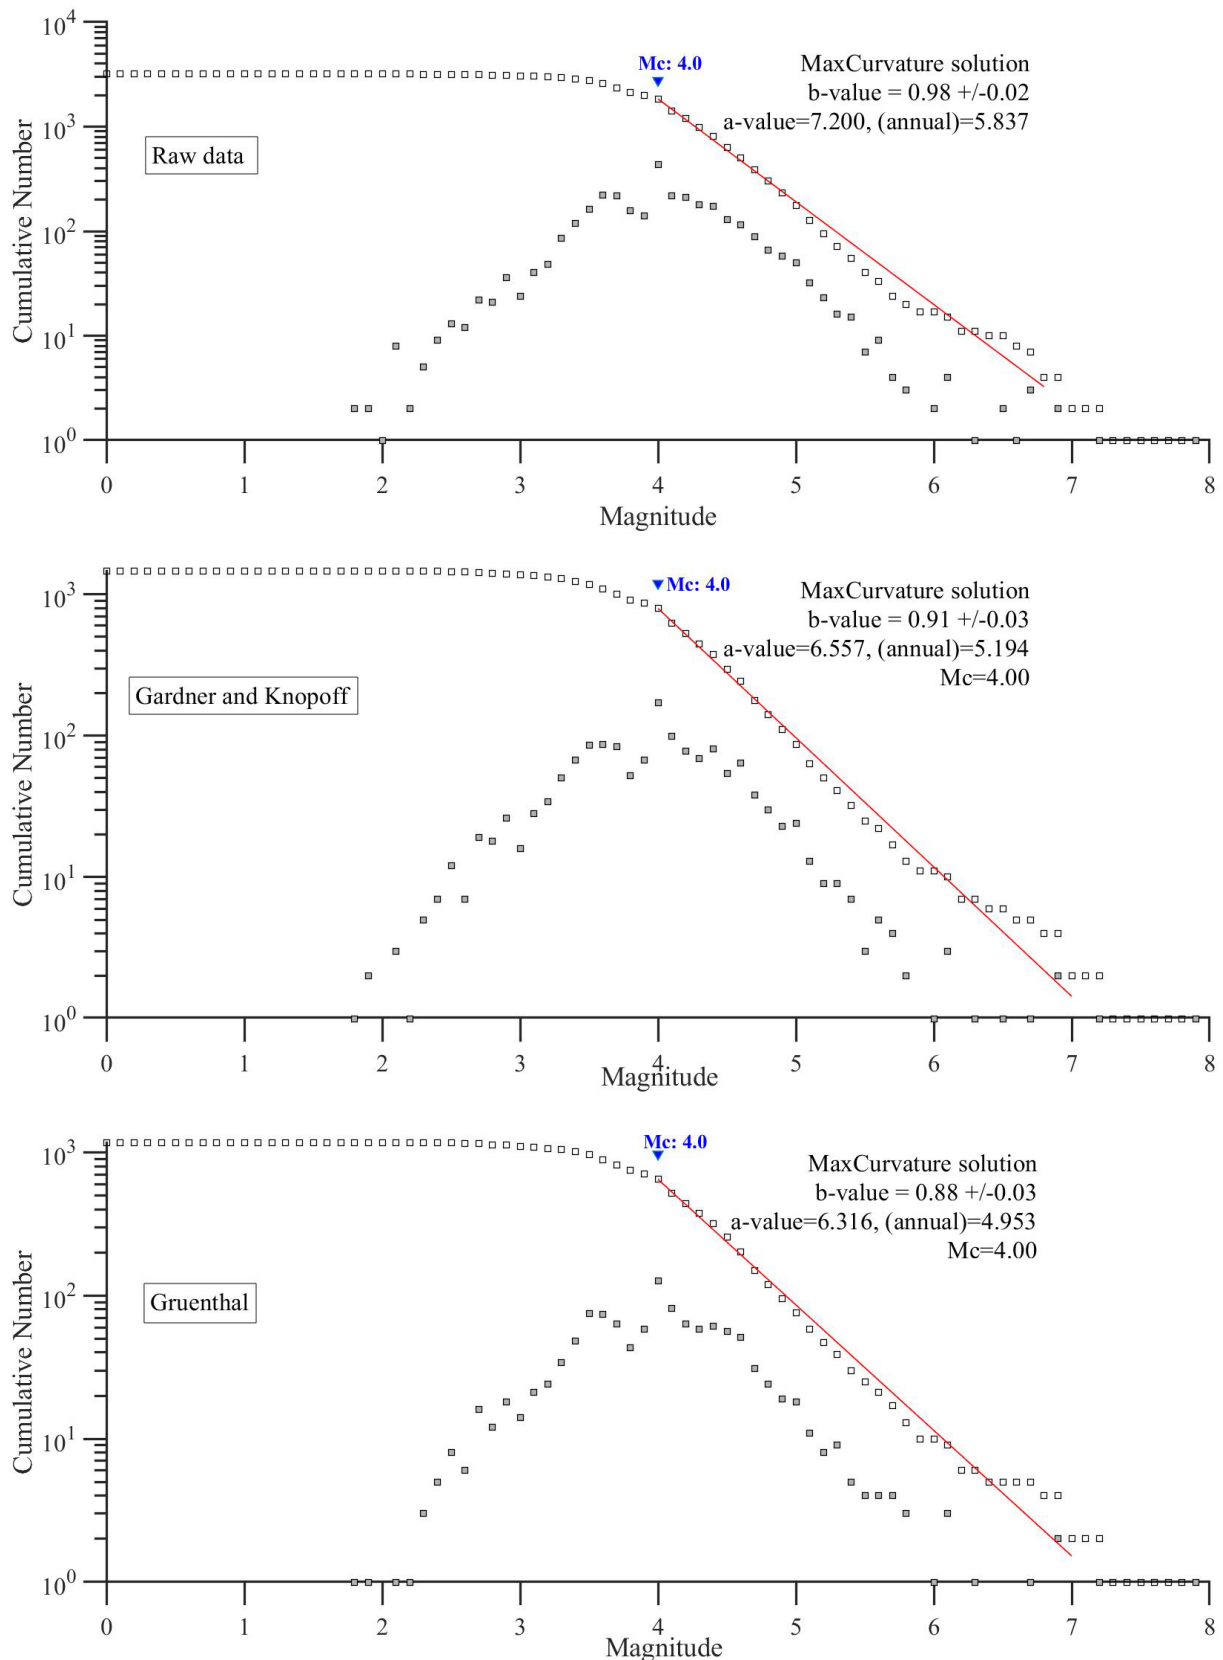 10^4
Mc: 4.0
MaxCurvature solution
b-value = 0.98 +/-0.02
a-value=7.200, (annual)=5.837
10^3
Raw data
Cumulative Number
10^2
10^1
10^0
0 1 2 3 4 5 6 7 8
Magnitude
10^3
Mc: 4.0
MaxCurvature solution
b-value = 0.91 +/-0.03
a-value=6.557, (annual)=5.194
Mc=4.00
Gardner and Knopoff
Cumulative Number
10^2
10^1
10^0
0 1 2 3 4 5 6 7 8
Magnitude
10^3
Mc: 4.0
MaxCurvature solution
b-value = 0.88 +/-0.03
a-value=6.316, (annual)=4.953
Mc=4.00
Gruenthal
Cumulative Number
10^2
10^1
10^0
0 1 2 3 4 5 6 7 8
Magnitude